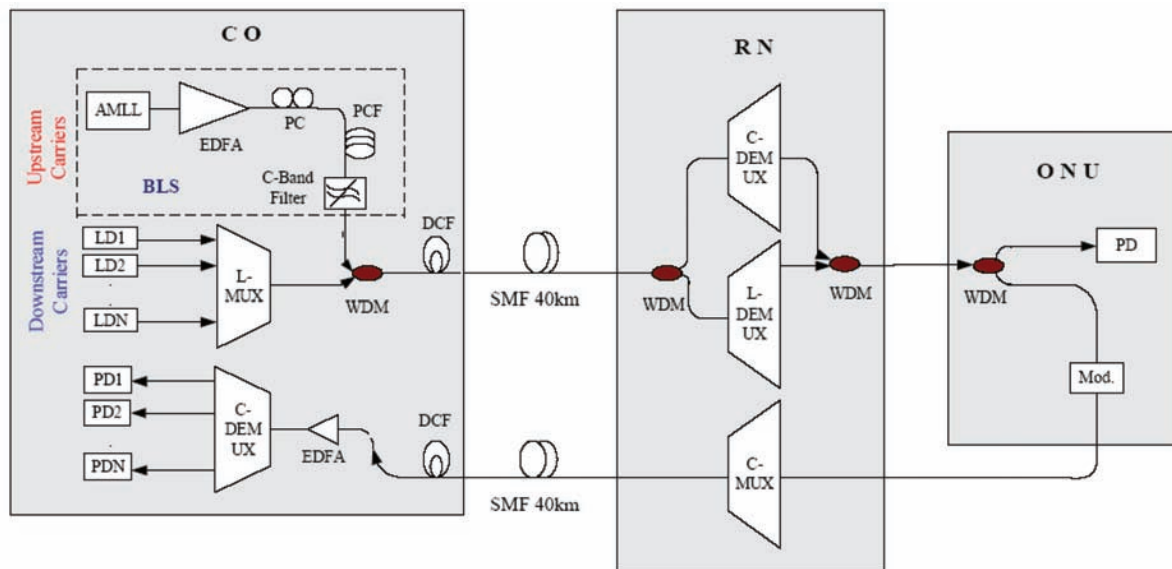 C O
AMLL
EDFA
PC
PCF
C-Band
Filter
BLS
Upstream
Carriers
Downstream
Carriers
LD1
LD2
.
LDN
L-
MUX
WDM
DCF
SMF 40km
PD1
PD2
.
PDN
C-
DEM
UX
EDFA
DCF
SMF 40km
R N
WDM
C-
DEM
UX
L-
DEM
UX
WDM
C-
MUX
O N U
WDM
PD
Mod.